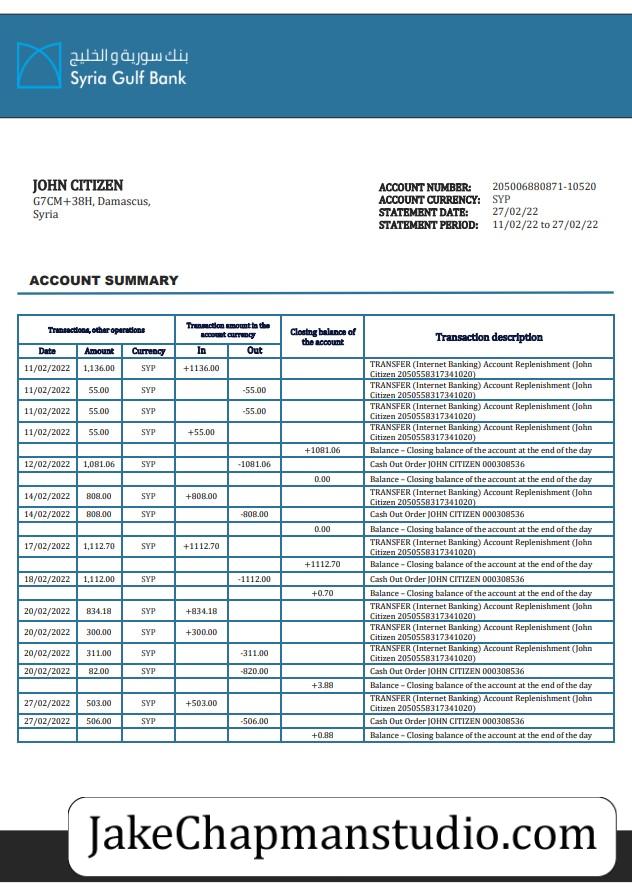 بنك سورية و الخليج
Syria Gulf Bank
JOHN CITIZEN
G7CM+38H, Damascus,
Syria
ACCOUNT NUMBER: 205006880871-10520
ACCOUNT CURRENCY: SYP
STATEMENT DATE: 27/02/22
STATEMENT PERIOD: 11/02/22 to 27/02/22
ACCOUNT SUMMARY
Transactions, other operations
Transaction amount in the
account currency
Closing balance of
the account
Transaction description
Date Amount Currency In Out
11/02/2022 1,136.00 SYP +1136.00 TRANSFER (Internet Banking) Account Replenishment (John
Citizen 2050558317341020)
11/02/2022 55.00 SYP -55.00 TRANSFER (Internet Banking) Account Replenishment (John
Citizen 2050558317341020)
11/02/2022 55.00 SYP -55.00 TRANSFER (Internet Banking) Account Replenishment (John
Citizen 2050558317341020)
11/02/2022 55.00 SYP +55.00 TRANSFER (Internet Banking) Account Replenishment (John
Citizen 2050558317341020)
+1081.06 Balance – Closing balance of the account at the end of the day
12/02/2022 1,081.06 SYP -1081.06 Cash Out Order JOHN CITIZEN 000308536
0.00 Balance – Closing balance of the account at the end of the day
14/02/2022 808.00 SYP +808.00 TRANSFER (Internet Banking) Account Replenishment (John
Citizen 2050558317341020)
14/02/2022 808.00 SYP -808.00 Cash Out Order JOHN CITIZEN 000308536
0.00 Balance – Closing balance of the account at the end of the day
17/02/2022 1,112.70 SYP +1112.70 TRANSFER (Internet Banking) Account Replenishment (John
Citizen 2050558317341020)
+1112.70 Balance – Closing balance of the account at the end of the day
18/02/2022 1,112.00 SYP -1112.00 Cash Out Order JOHN CITIZEN 000308536
+0.70 Balance – Closing balance of the account at the end of the day
20/02/2022 834.18 SYP +834.18 TRANSFER (Internet Banking) Account Replenishment (John
Citizen 2050558317341020)
20/02/2022 300.00 SYP +300.00 TRANSFER (Internet Banking) Account Replenishment (John
Citizen 2050558317341020)
20/02/2022 311.00 SYP -311.00 TRANSFER (Internet Banking) Account Replenishment (John
Citizen 2050558317341020)
20/02/2022 82.00 SYP -820.00 Cash Out Order JOHN CITIZEN 000308536
+3.88 Balance – Closing balance of the account at the end of the day
27/02/2022 503.00 SYP +503.00 TRANSFER (Internet Banking) Account Replenishment (John
Citizen 2050558317341020)
27/02/2022 506.00 SYP -506.00 Cash Out Order JOHN CITIZEN 000308536
+0.88 Balance – Closing balance of the account at the end of the day
JakeChapmanstudio.com